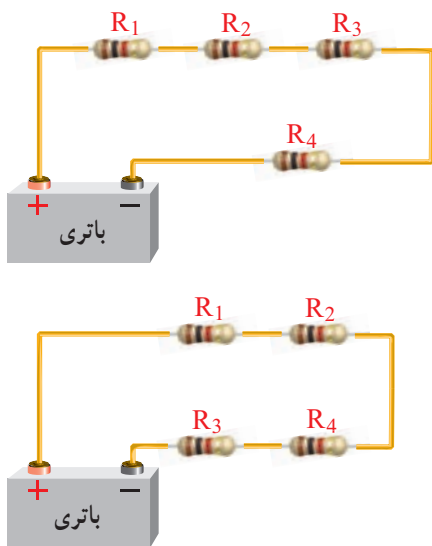 R₁ R₂ R₃
R₄
+ −
باتری
R₁ R₂
R₃ R₄
+ −
باتری